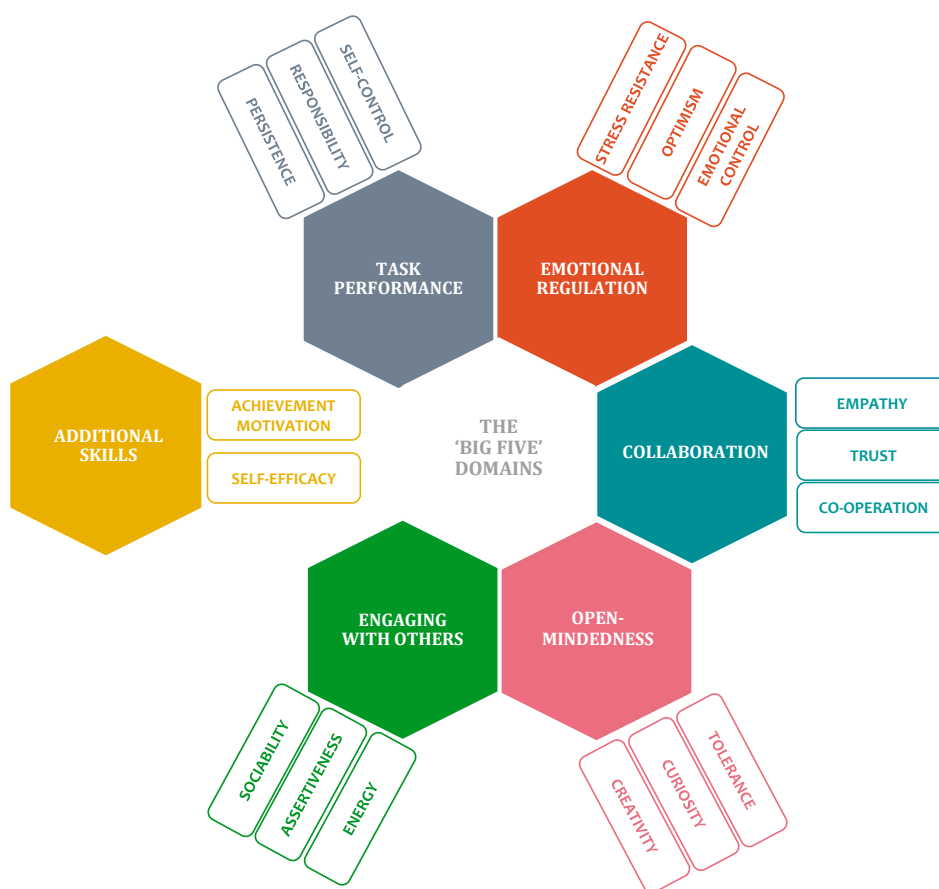 SELF-CONTROL
RESPONSIBILITY
PERSISTENCE
STRESS RESISTANCE
OPTIMISM
EMOTIONAL
CONTROL
TASK
PERFORMANCE
EMOTIONAL
REGULATION
ADDITIONAL
SKILLS
ACHIEVEMENT
MOTIVATION
SELF-EFFICACY
THE
‘BIG FIVE’
DOMAINS
COLLABORATION
EMPATHY
TRUST
CO-OPERATION
ENGAGING
WITH OTHERS
OPEN-
MINDEDNESS
SOCIABILITY
ASSERTIVENESS
ENERGY
CREATIVITY
CURIOSITY
TOLERANCE